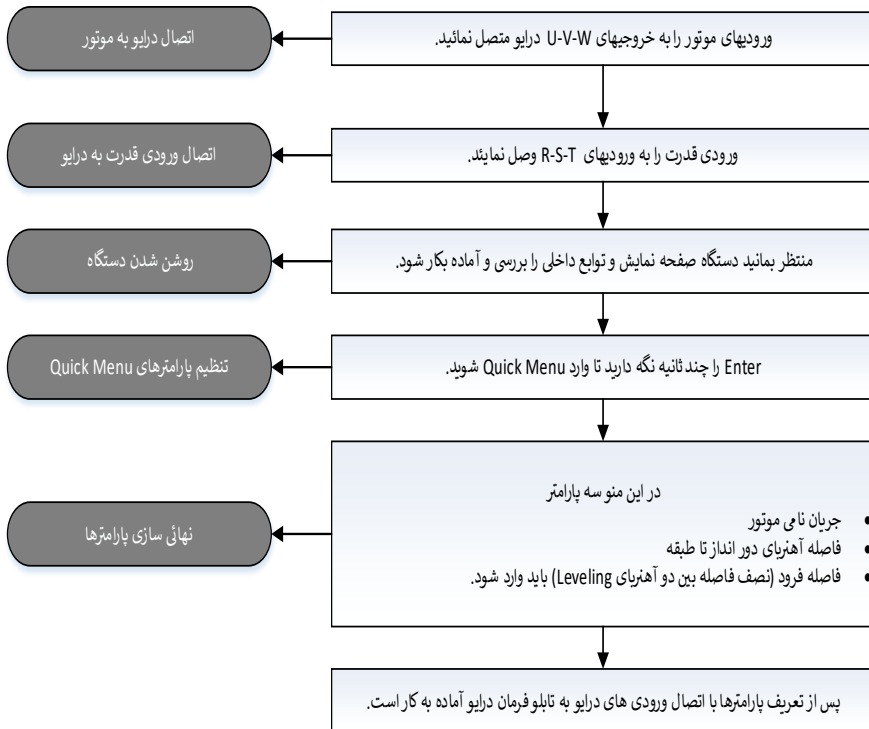 ورودیهای موتور را به خروجیهای U-V-W درایو متصل نمائید.
اتصال درایو به موتور
ورودی قدرت را به ورودیهای R-S-T وصل نمایئد.
اتصال ورودی قدرت به درایو
منتظر بمانید دستگاه صفحه نمایش و توابع داخلی را بررسی و آماده بکار شود.
روشن شدن دستگاه
Enter را چند ثانیه نگه دارید تا وارد Quick Menu شوید.
تنظیم پارامترهای Quick Menu
در این منو سه پارامتر
● جریان نامی موتور
● فاصله آهنربای دور انداز تا طبقه
● فاصله فرود (نصف فاصله بین دو آهنربای Leveling) باید وارد شود.
نهائی سازی پارامترها
پس از تعریف پارامترها با اتصال ورودی های درایو به تابلو فرمان درایو آماده به کار است.